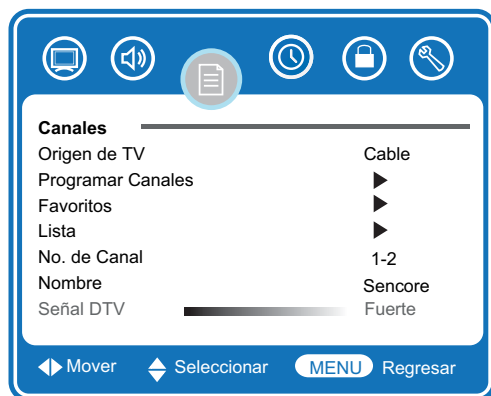 Canales
Origen de TV Cable
Programar Canales
Favoritos
Lista
No. de Canal 1-2
Nombre Sencore
Señal DTV Fuerte
Mover Seleccionar MENU Regresar